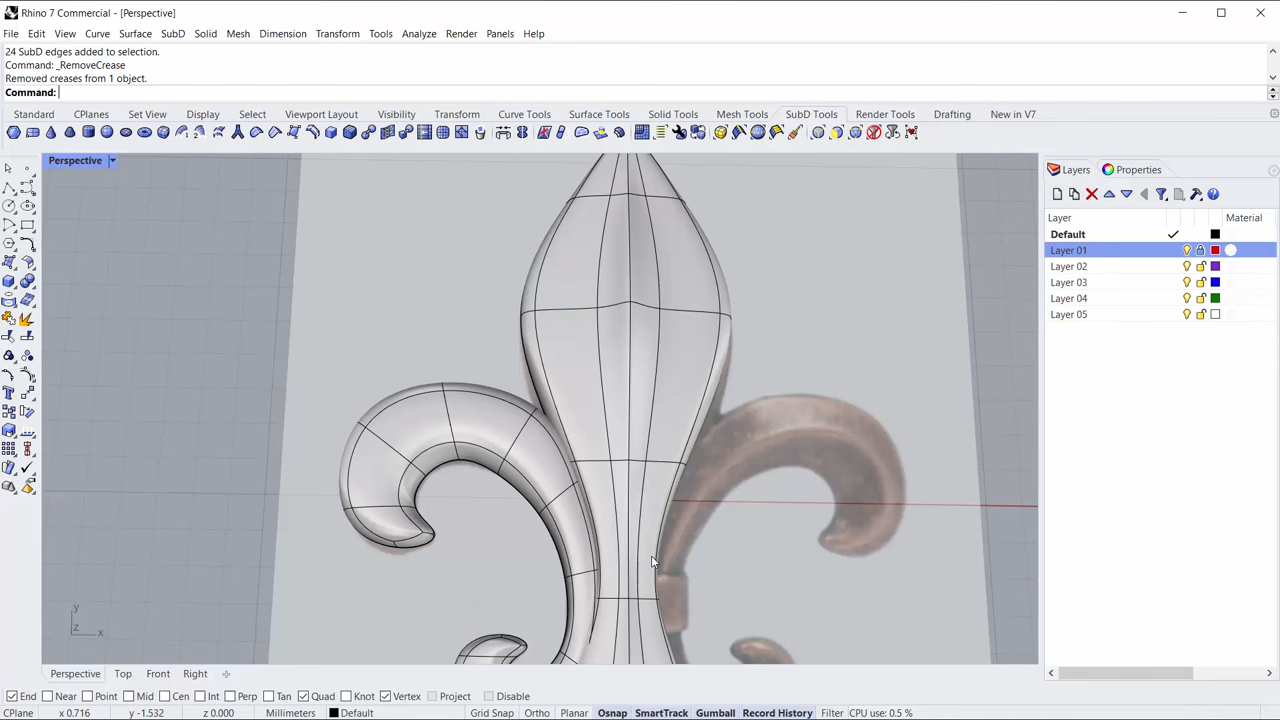 Rhino 7 Commercial - [Perspective]
File Edit View Curve Surface SubD Solid Mesh Dimension Transform Tools Analyze Render Panels Help
24 SubD edges added to selection.
Command: _RemoveCrease
Removed creases from 1 object.
Command:
Standard CPlanes Set View Display Select Viewport Layout Visibility Transform Curve Tools Surface Tools Solid Tools Mesh Tools SubD Tools Render Tools Drafting New in V7
Perspective
Layers Properties
Layer Material
Default
Layer 01
Layer 02
Layer 03
Layer 04
Layer 05
y
z x
Perspective Top Front Right
End Near Point Mid Cen Int Perp Tan Quad Knot Vertex Project Disable
CPlane x 0.716 y -1.532 z 0.000 Millimeters Default Grid Snap Ortho Planar Osnap SmartTrack Gumball Record History Filter CPU use: 0.5 %